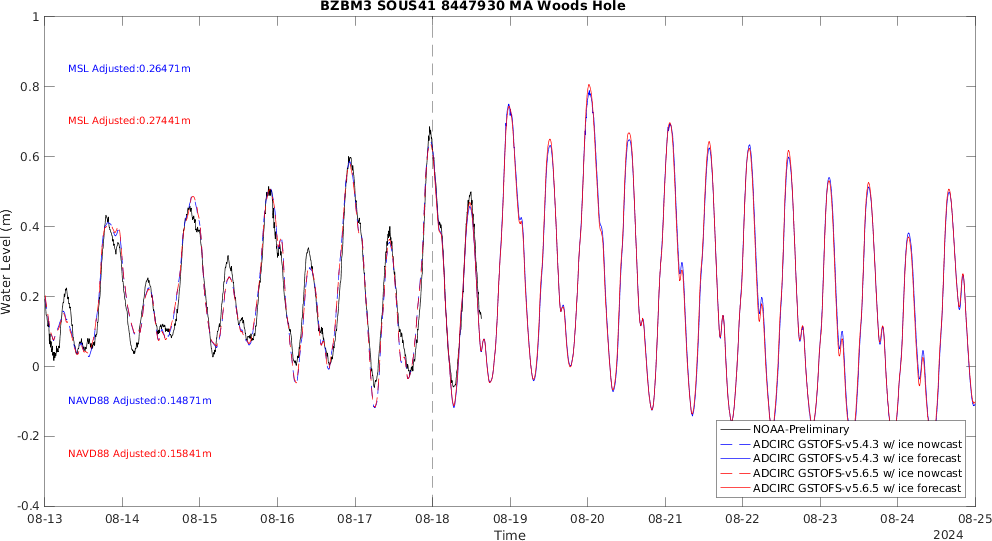 BZBM3 SOUS41 8447930 MA Woods Hole
1
0.8
0.6
0.4
0.2
0
-0.2
-0.4
Water Level (m)
MSL Adjusted:0.26471m
MSL Adjusted:0.27441m
NAVD88 Adjusted:0.14871m
NAVD88 Adjusted:0.15841m
NOAA-Preliminary
ADCIRC GSTOFS-v5.4.3 w/ ice nowcast
ADCIRC GSTOFS-v5.4.3 w/ ice forecast
ADCIRC GSTOFS-v5.6.5 w/ ice nowcast
ADCIRC GSTOFS-v5.6.5 w/ ice forecast
08-13 08-14 08-15 08-16 08-17 08-18 08-19 08-20 08-21 08-22 08-23 08-24 08-25
Time
2024